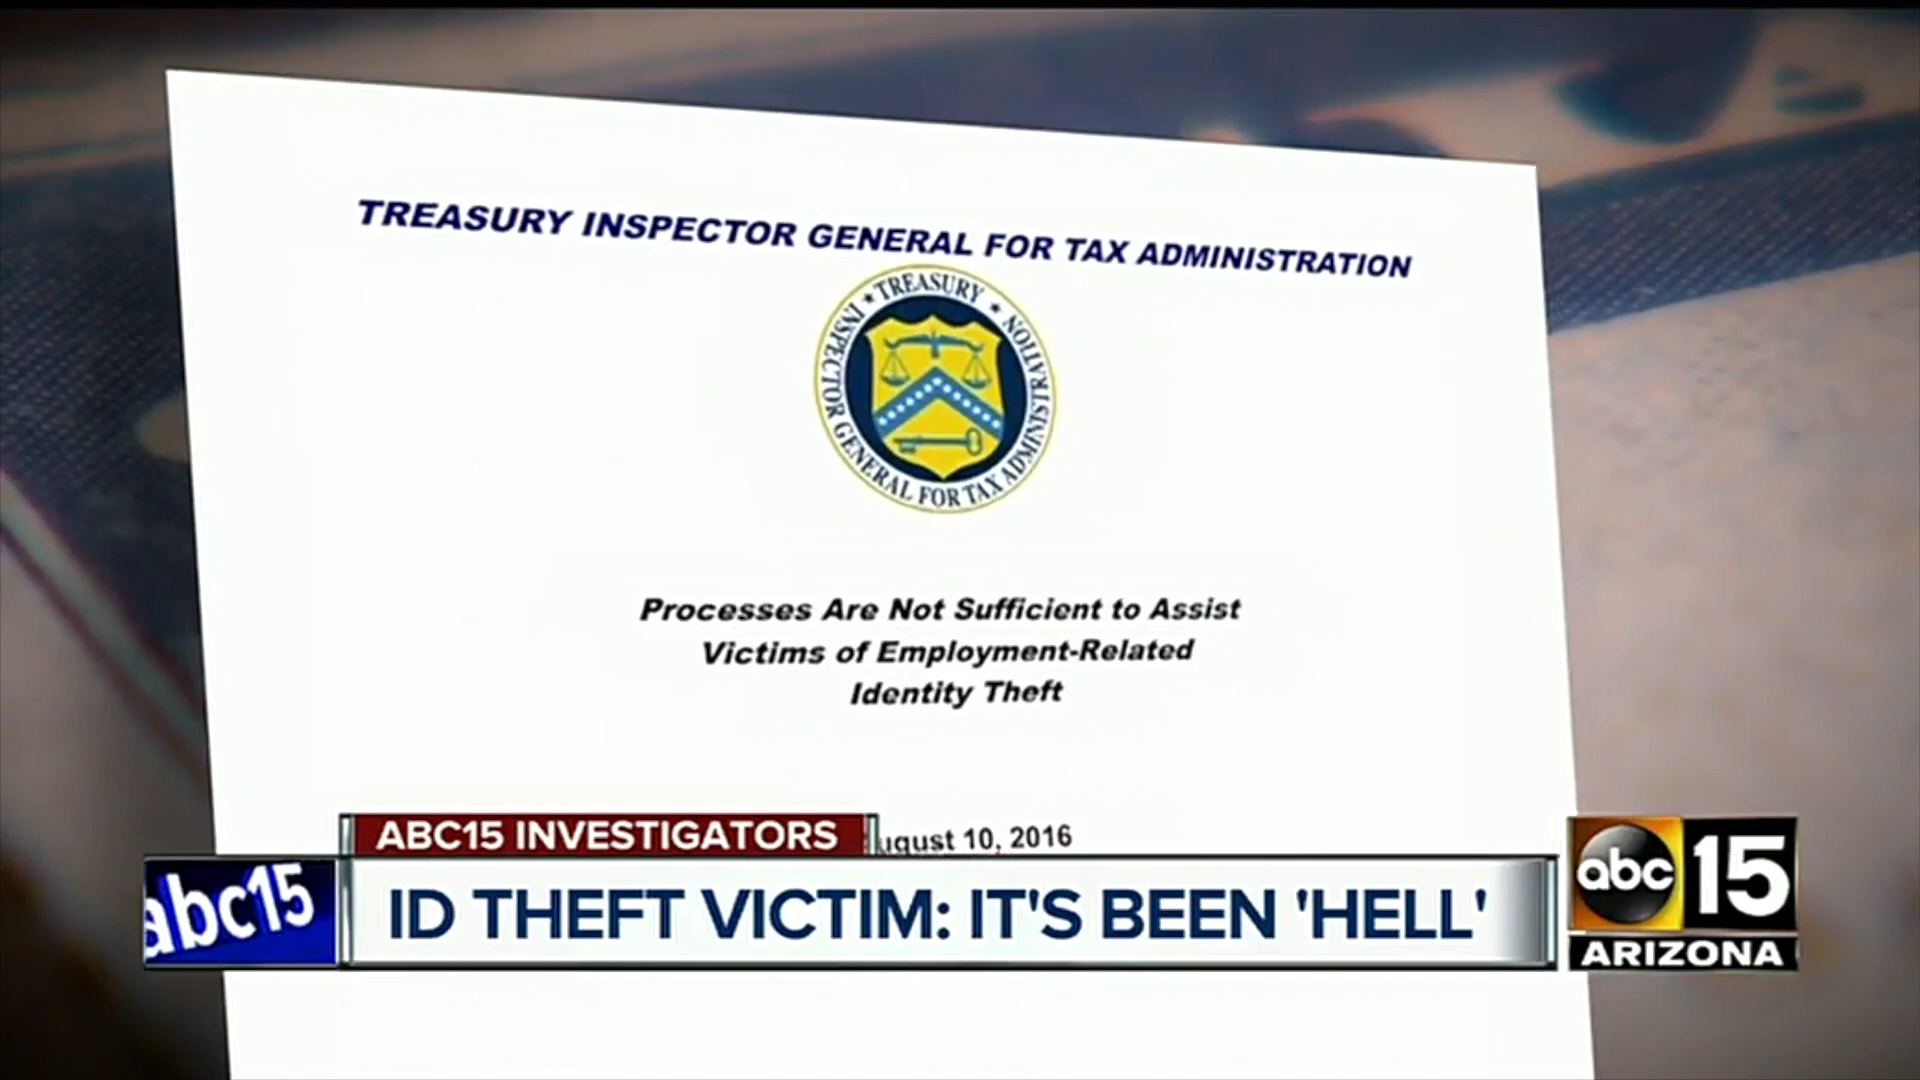 TREASURY INSPECTOR GENERAL FOR TAX ADMINISTRATION
★ TREASURY ★ INSPECTOR GENERAL FOR TAX ADMINISTRATION
Processes Are Not Sufficient to Assist
Victims of Employment-Related
Identity Theft
ugust 10, 2016
ABC15 INVESTIGATORS
abc15
ID THEFT VICTIM: IT'S BEEN 'HELL'
abc 15
ARIZONA